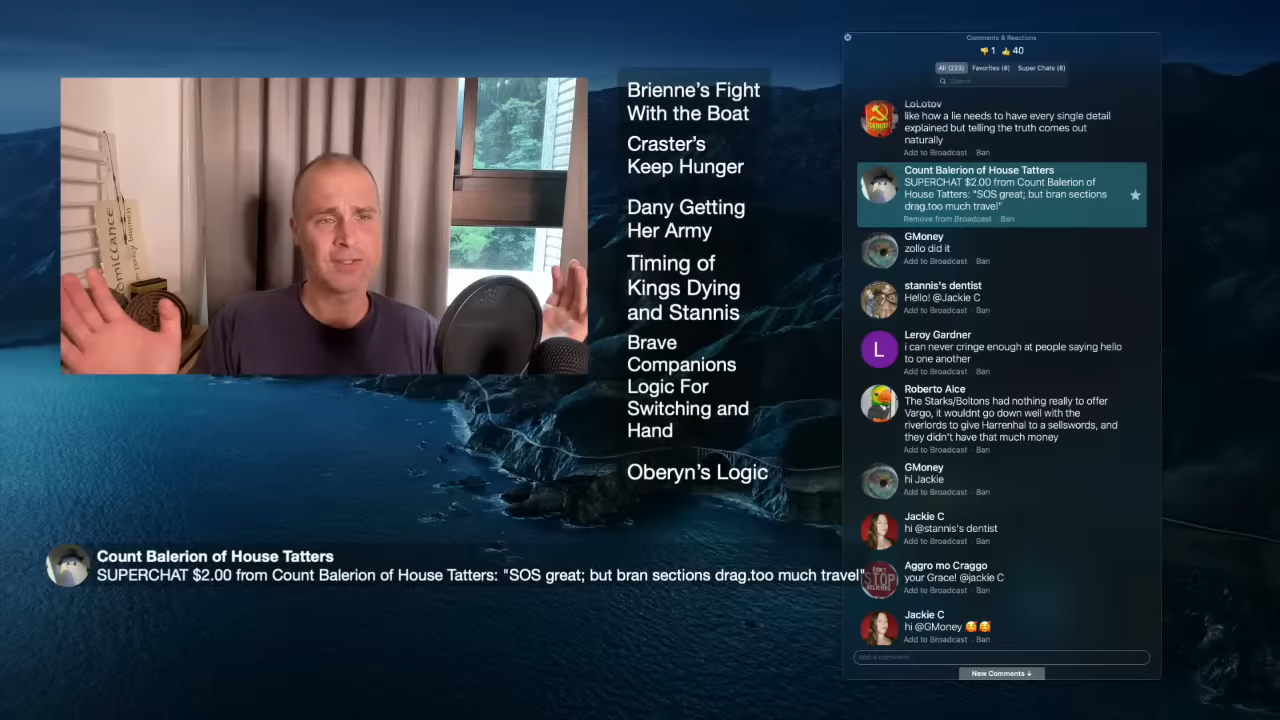 Brienne's Fight
With the Boat
Craster's
Keep Hunger
Dany Getting
Her Army
Timing of
Kings Dying
and Stannis
Brave
Companions
Logic For
Switching and
Hand
Oberyn's Logic
Count Balerion of House Tatters
SUPERCHAT $2.00 from Count Balerion of House Tatters: "SOS great; but bran sections drag.too much travel"
Comments & Reactions
👎 1 👍 40
All (223) Favorites (8) Super Chats (8)
Search
LoLotov
like how a lie needs to have every single detail
explained but telling the truth comes out
naturally
Add to Broadcast · Ban
Count Balerion of House Tatters
SUPERCHAT $2.00 from Count Balerion of
House Tatters: "SOS great; but bran sections
drag.too much travel"
Remove from Broadcast · Ban
GMoney
zollo did it
Add to Broadcast · Ban
stannis's dentist
Hello! @Jackie C
Add to Broadcast · Ban
L
Leroy Gardner
i can never cringe enough at people saying hello
to one another
Add to Broadcast · Ban
Roberto Alce
The Starks/Boltons had nothing really to offer
Vargo, it wouldnt go down well with the
riverlords to give Harrenhal to a sellswords, and
they didn't have that much money
Add to Broadcast · Ban
GMoney
hi Jackie
Add to Broadcast · Ban
Jackie C
hi @stannis's dentist
Add to Broadcast · Ban
STOP
Aggro mo Craggo
your Grace! @jackie C
Add to Broadcast · Ban
Jackie C
hi @GMoney 🥰🥰
Add to Broadcast · Ban
Add a comment
New Comments ↓